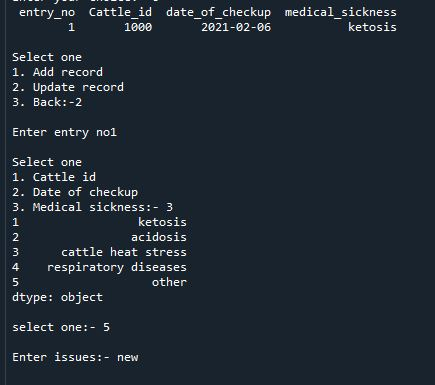 entry_no Cattle_id date_of_checkup medical_sickness
1 1000 2021-02-06 ketosis
Select one
1. Add record
2. Update record
3. Back:-2
Enter entry no1
Select one
1. Cattle id
2. Date of checkup
3. Medical sickness:- 3
1 ketosis
2 acidosis
3 cattle heat stress
4 respiratory diseases
5 other
dtype: object
select one:- 5
Enter issues:- new